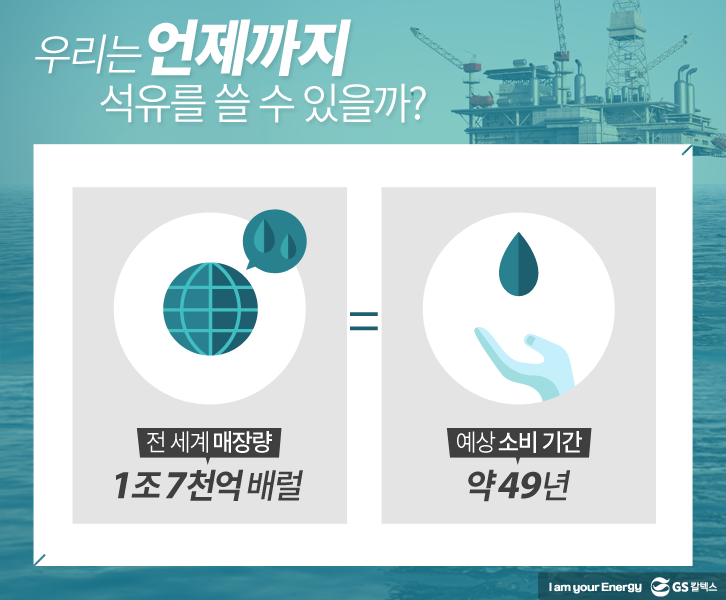 우리는 언제까지
석유를 쓸 수 있을까?
전 세계 매장량
1조 7천억 배럴
=
예상 소비 기간
약 49년
I am your Energy GS 칼텍스